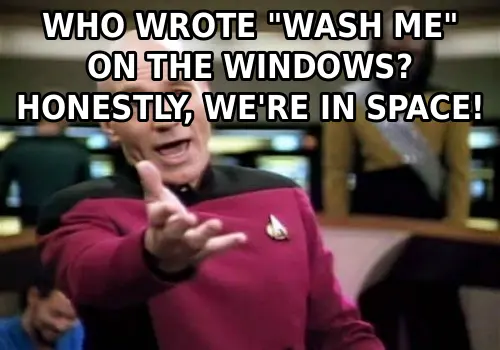 WHO WROTE "WASH ME"
ON THE WINDOWS?
HONESTLY, WE'RE IN SPACE!